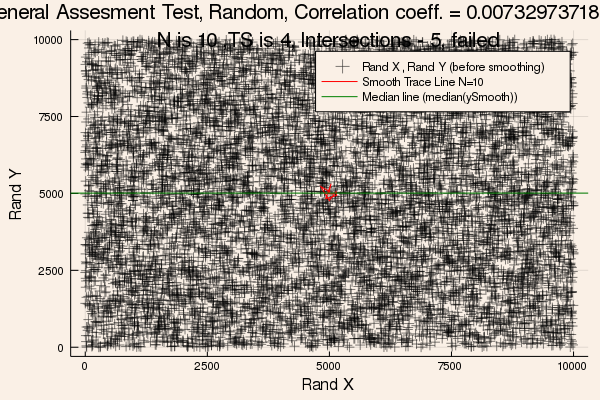 eneral Assesment Test, Random, Correlation coeff. = 0.00732973718
N is 10 ,TS is 4, Intersections - 5, failed
10000
7500
5000
2500
0
Rand Y
Rand X , Rand Y (before smoothing)
Smooth Trace Line N=10
Median line (median(ySmooth))
0
2500
5000
7500
10000
Rand X